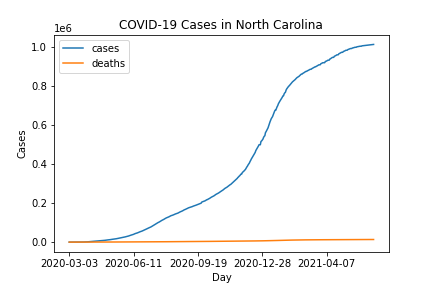 COVID-19 Cases in North Carolina
1e6
cases
deaths
1.0
0.8
0.6
0.4
0.2
0.0
Cases
2020-03-03 2020-06-11 2020-09-19 2020-12-28 2021-04-07
Day